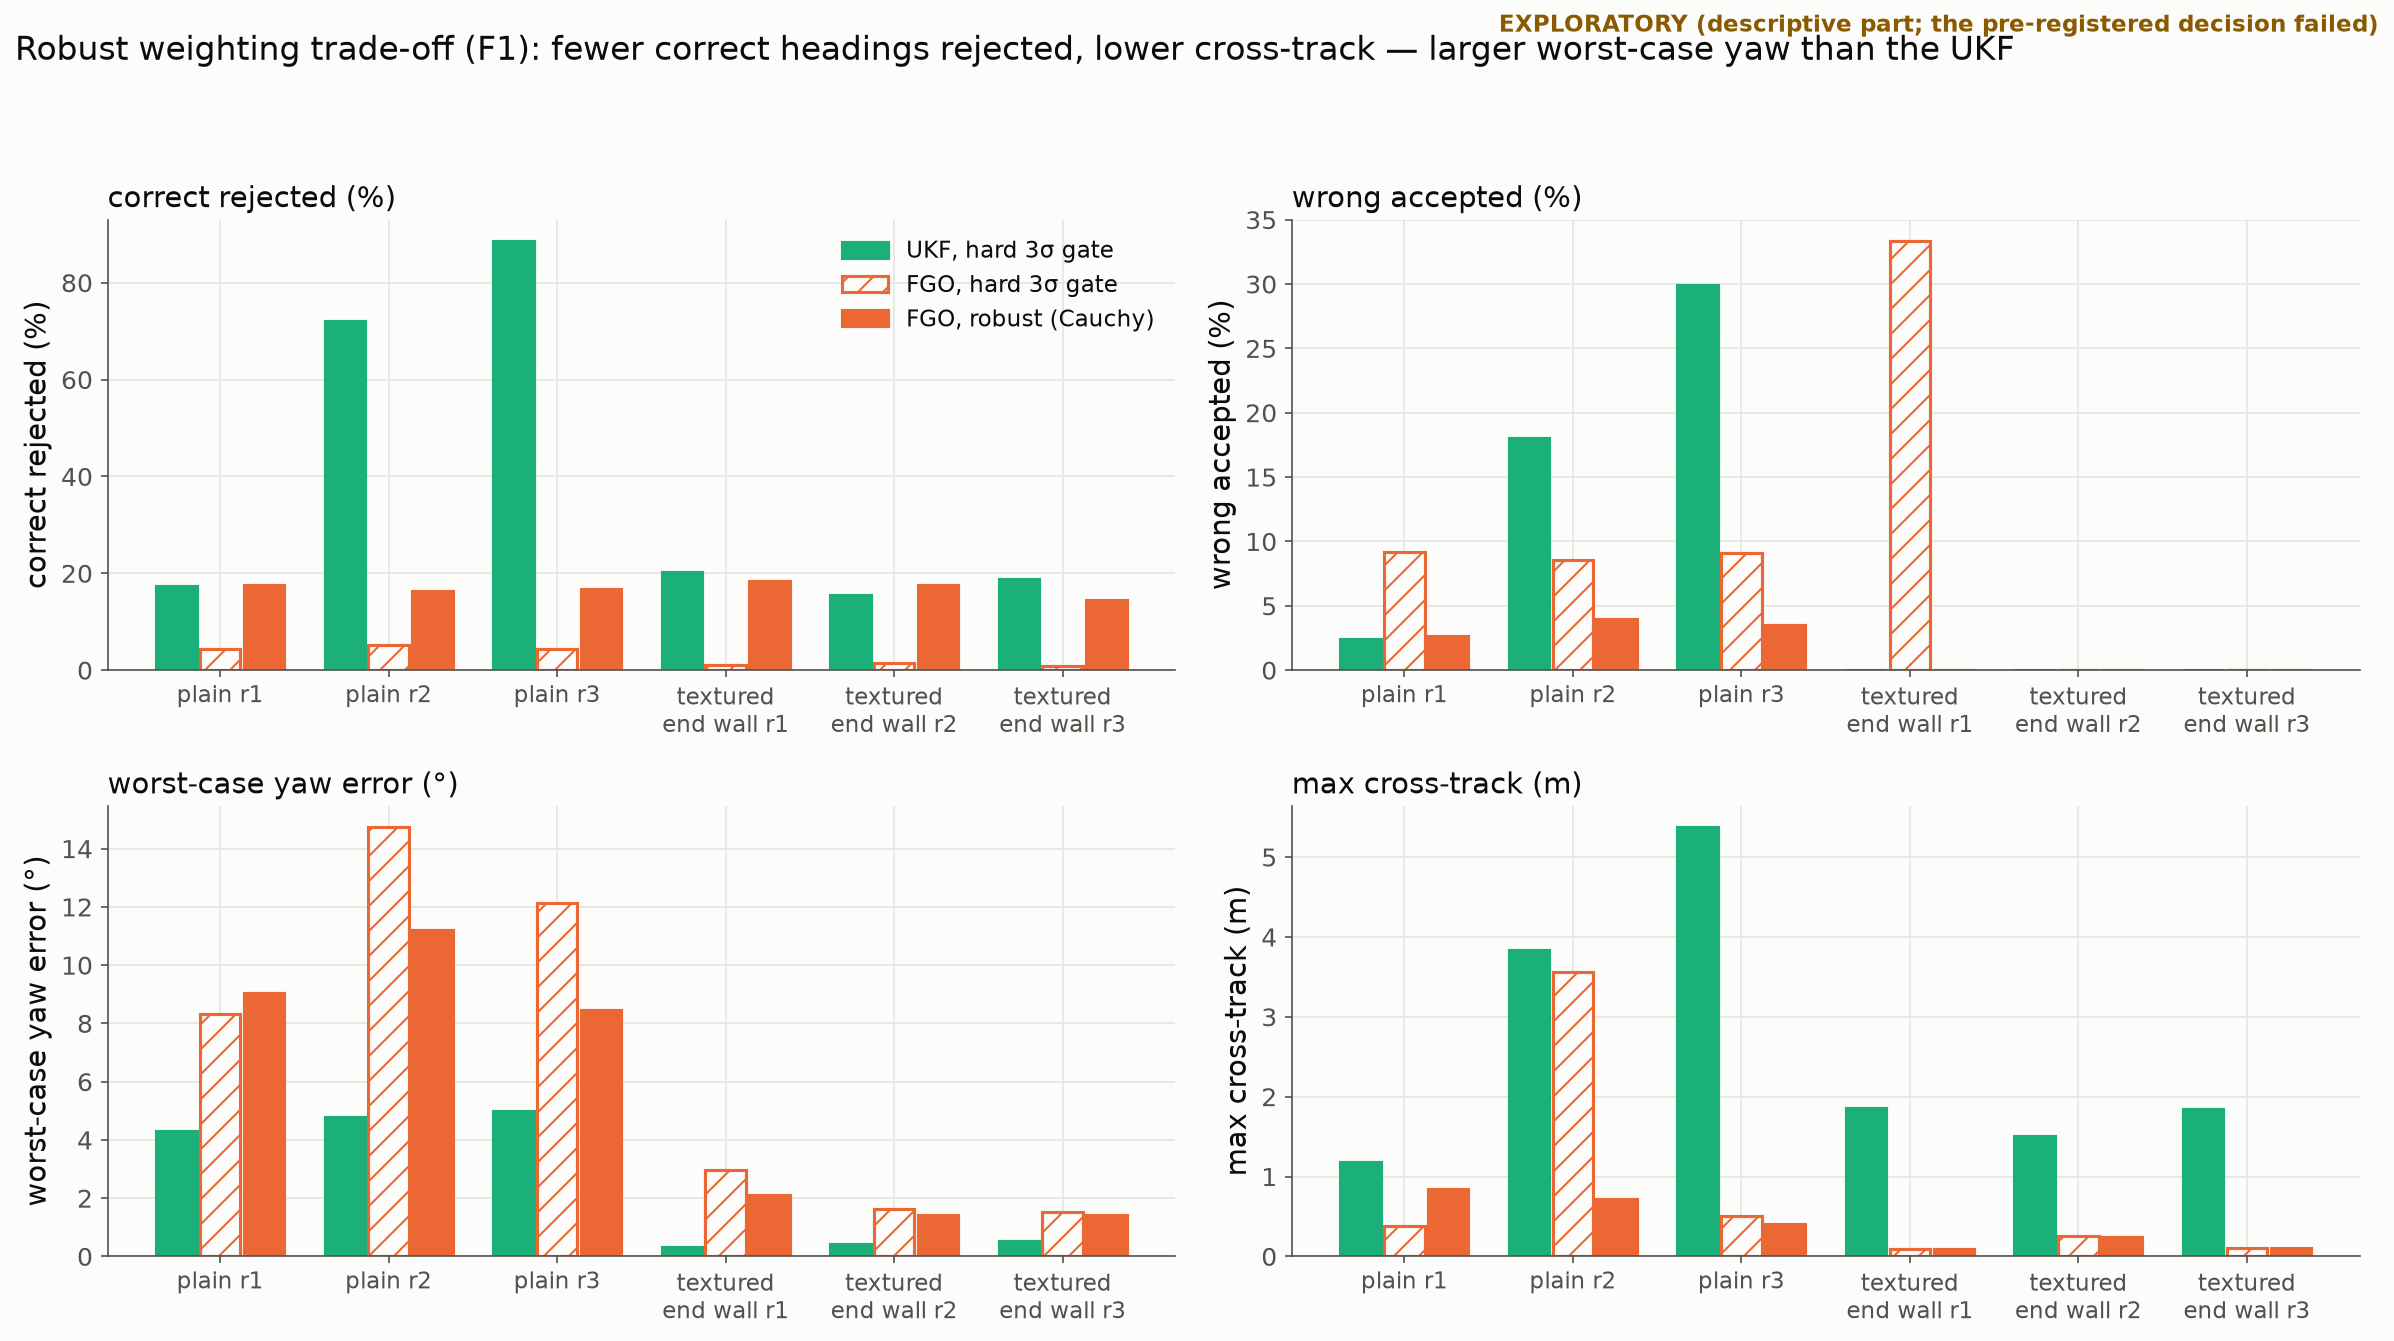 EXPLORATORY (descriptive part; the pre-registered decision failed)
Robust weighting trade-off (F1): fewer correct headings rejected, lower cross-track — larger worst-case yaw than the UKF
correct rejected (%)
correct rejected (%)
80
60
40
20
0
UKF, hard 3σ gate
FGO, hard 3σ gate
FGO, robust (Cauchy)
plain r1
plain r2
plain r3
textured
end wall r1
textured
end wall r2
textured
end wall r3
wrong accepted (%)
wrong accepted (%)
35
30
25
20
15
10
5
0
plain r1
plain r2
plain r3
textured
end wall r1
textured
end wall r2
textured
end wall r3
worst-case yaw error (°)
worst-case yaw error (°)
14
12
10
8
6
4
2
0
plain r1
plain r2
plain r3
textured
end wall r1
textured
end wall r2
textured
end wall r3
max cross-track (m)
max cross-track (m)
5
4
3
2
1
0
plain r1
plain r2
plain r3
textured
end wall r1
textured
end wall r2
textured
end wall r3